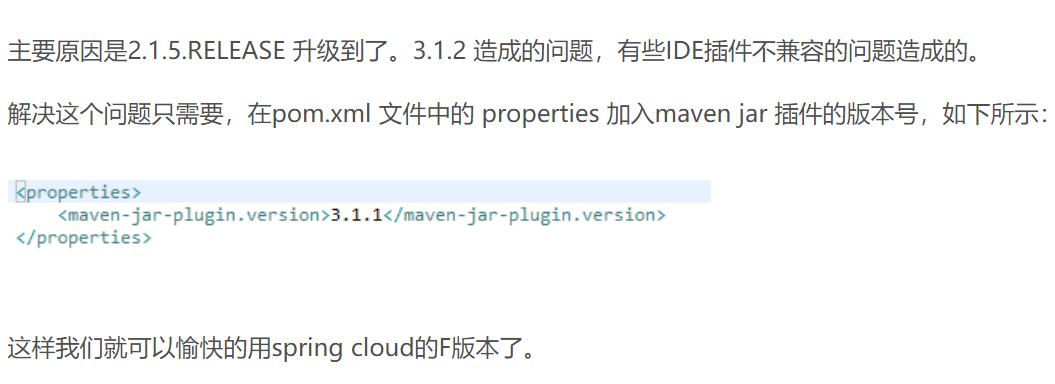 主要原因是2.1.5.RELEASE 升级到了。3.1.2 造成的问题，有些IDE插件不兼容的问题造成的。
解决这个问题只需要，在pom.xml 文件中的 properties 加入maven jar 插件的版本号，如下所示：
<properties>
    <maven-jar-plugin.version>3.1.1</maven-jar-plugin.version>
</properties>
这样我们就可以愉快的用spring cloud的F版本了。